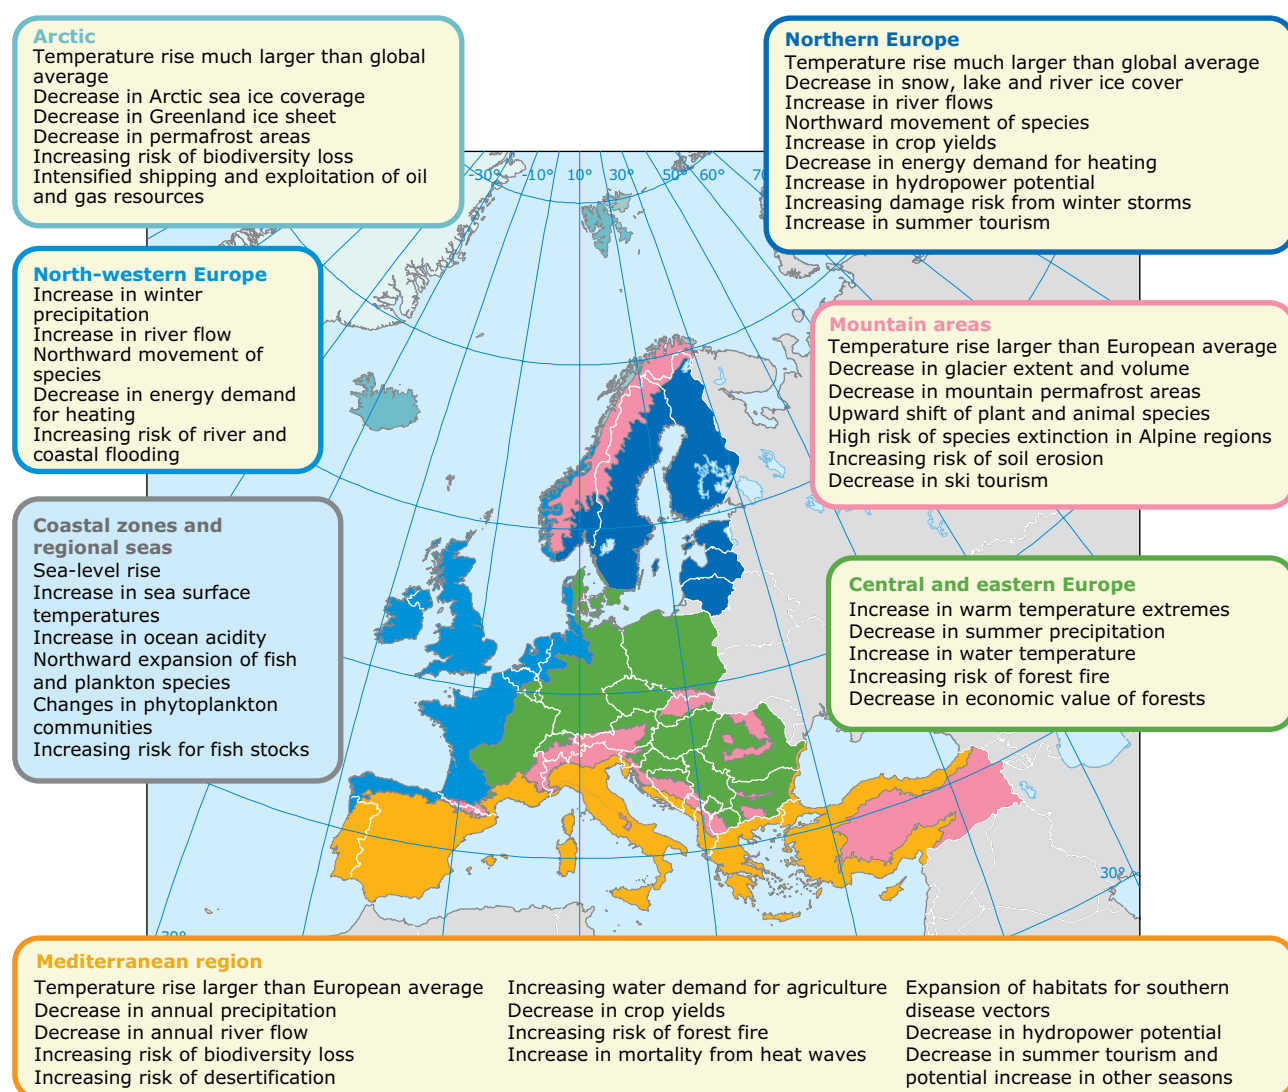 Arctic
Temperature rise much larger than global
average
Decrease in Arctic sea ice coverage
Decrease in Greenland ice sheet
Decrease in permafrost areas
Increasing risk of biodiversity loss
Intensified shipping and exploitation of oil
and gas resources
Northern Europe
Temperature rise much larger than global average
Decrease in snow, lake and river ice cover
Increase in river flows
Northward movement of species
Increase in crop yields
Decrease in energy demand for heating
Increase in hydropower potential
Increasing damage risk from winter storms
Increase in summer tourism
-30° -10° 10° 30° 50° 60°
North-western Europe
Increase in winter
precipitation
Increase in river flow
Northward movement of
species
Decrease in energy demand
for heating
Increasing risk of river and
coastal flooding
Mountain areas
Temperature rise larger than European average
Decrease in glacier extent and volume
Decrease in mountain permafrost areas
Upward shift of plant and animal species
High risk of species extinction in Alpine regions
Increasing risk of soil erosion
Decrease in ski tourism
Coastal zones and
regional seas
Sea-level rise
Increase in sea surface
temperatures
Increase in ocean acidity
Northward expansion of fish
and plankton species
Changes in phytoplankton
communities
Increasing risk for fish stocks
Central and eastern Europe
Increase in warm temperature extremes
Decrease in summer precipitation
Increase in water temperature
Increasing risk of forest fire
Decrease in economic value of forests
30°
Mediterranean region
Temperature rise larger than European average
Decrease in annual precipitation
Decrease in annual river flow
Increasing risk of biodiversity loss
Increasing risk of desertification
Increasing water demand for agriculture
Decrease in crop yields
Increasing risk of forest fire
Increase in mortality from heat waves
Expansion of habitats for southern
disease vectors
Decrease in hydropower potential
Decrease in summer tourism and
potential increase in other seasons